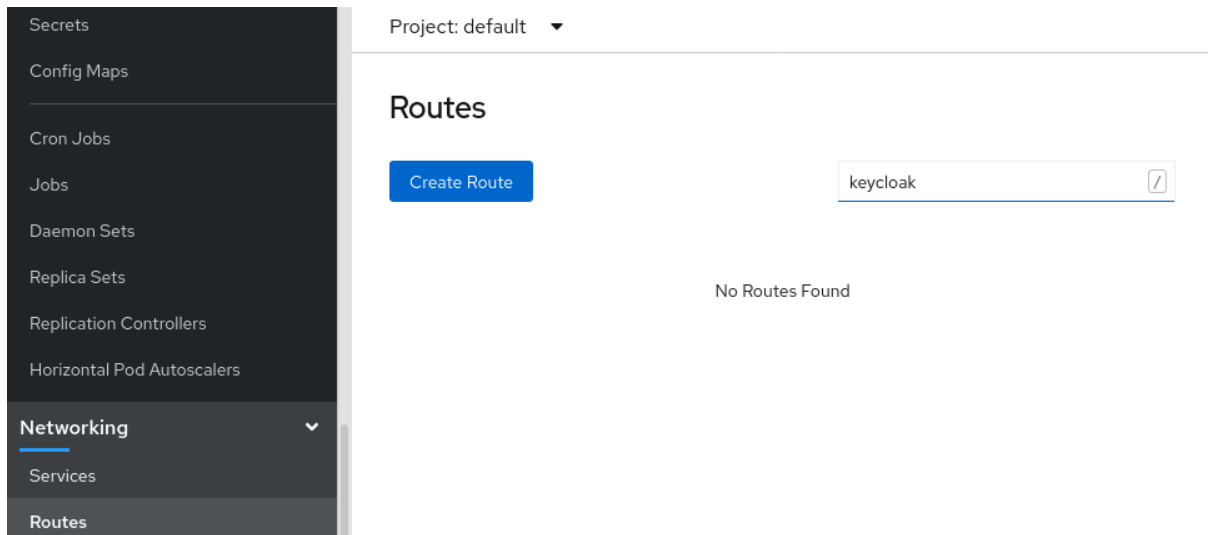 Secrets
Config Maps
Cron Jobs
Jobs
Daemon Sets
Replica Sets
Replication Controllers
Horizontal Pod Autoscalers
Networking
Services
Routes
Project: default
Routes
Create Route
keycloak
/
No Routes Found